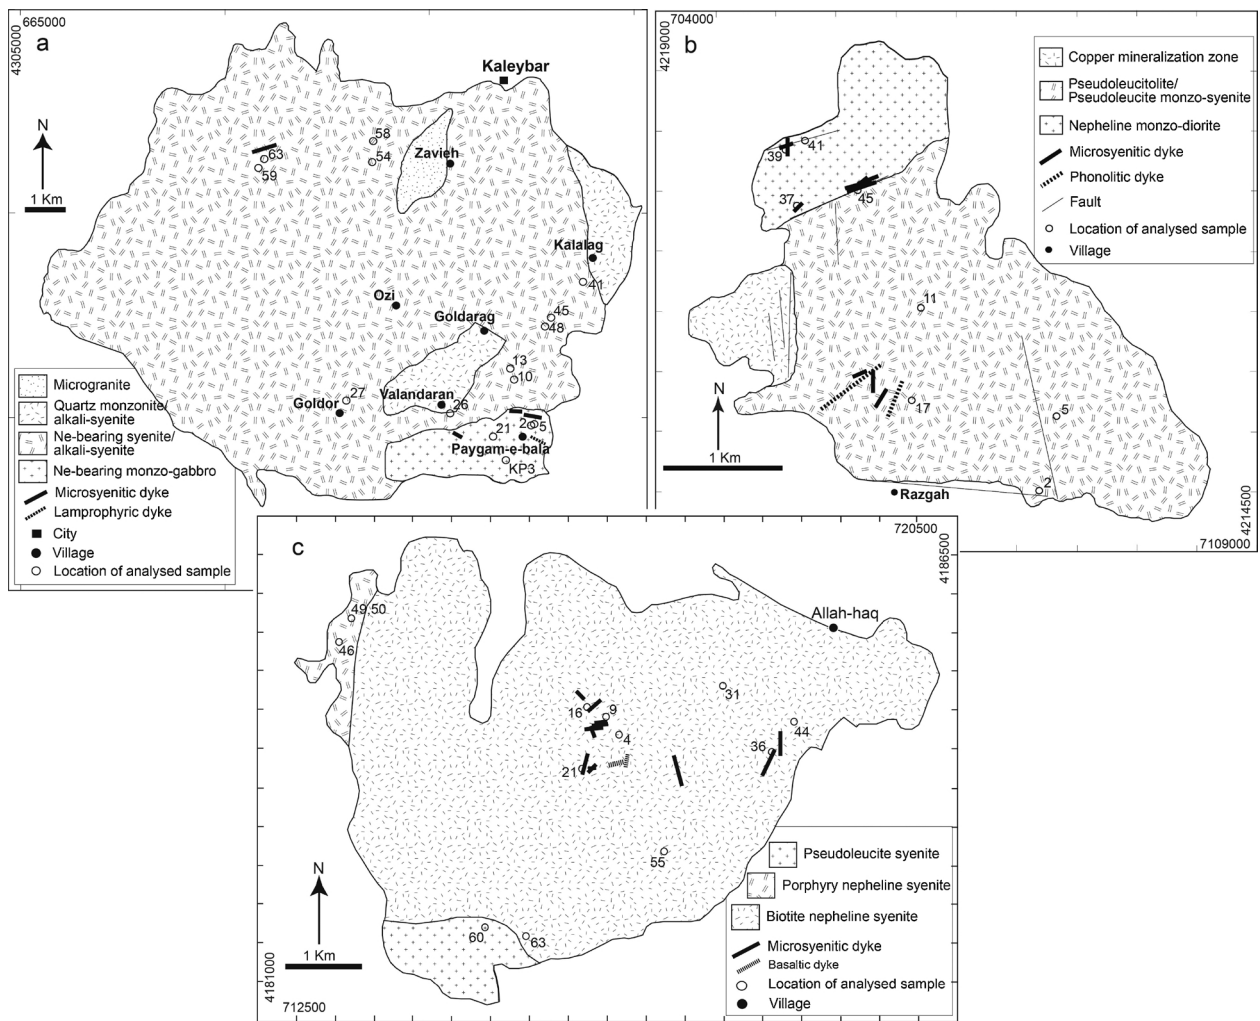 665000
4305000
a
Kaleybar
N
1 Km
58
54
Zavieh
63
59
Kalalag
41
Ozi
45
48
Goldarag
13
10
27
Goldor
Valandaran
26
21
2
5
Paygam-e-bala
KP3
Microgranite
Quartz monzonite/
alkali-syenite
Ne-bearing syenite/
alkali-syenite
Ne-bearing monzo-gabbro
Microsyenitic dyke
Lamprophyric dyke
City
Village
Location of analysed sample
704000
4219000
b
39
41
37
45
11
17
5
2
N
1 Km
Razgah
4214500
7109000
Copper mineralization zone
Pseudoleucitolite/
Pseudoleucite monzo-syenite
Nepheline monzo-diorite
Microsyenitic dyke
Phonolitic dyke
Fault
Location of analysed sample
Village
c
720500
4186500
49,50
46
Allah-haq
31
16
9
4
44
36
21
55
60
63
N
1 Km
4181000
712500
Pseudoleucite syenite
Porphyry nepheline syenite
Biotite nepheline syenite
Microsyenitic dyke
Basaltic dyke
Location of analysed sample
Village